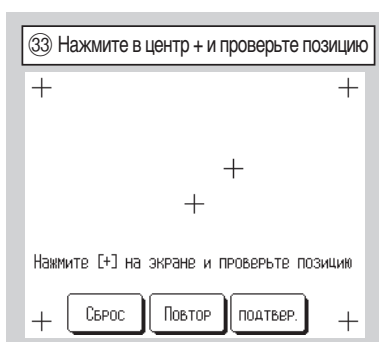 33 Нажмите в центр + и проверьте позицию
Нажмите [+] на экране и проверьте позицию
Сброс Повтор подтвер.